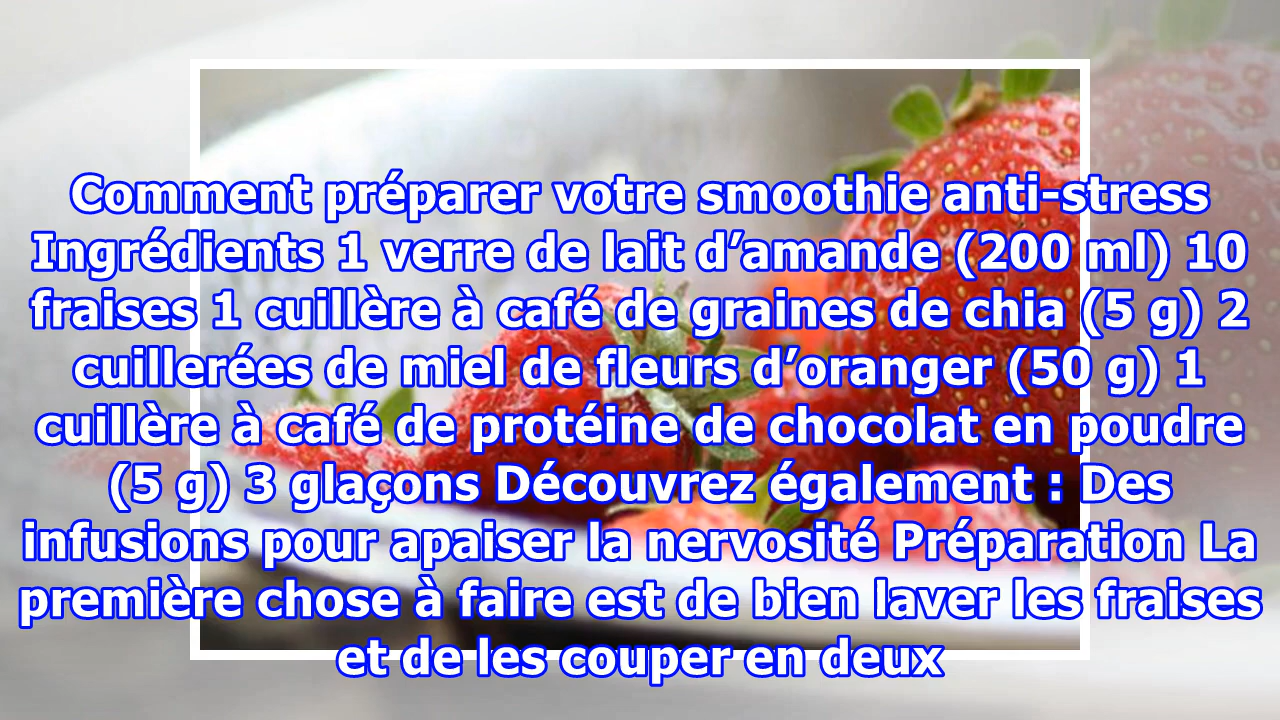 Comment préparer votre smoothie anti-stress
Ingrédients 1 verre de lait d’amande (200 ml) 10
fraises 1 cuillère à café de graines de chia (5 g) 2
cuillerées de miel de fleurs d’oranger (50 g) 1
cuillère à café de protéine de chocolat en poudre
(5 g) 3 glaçons Découvrez également : Des
infusions pour apaiser la nervosité Préparation La
première chose à faire est de bien laver les fraises
et de les couper en deux